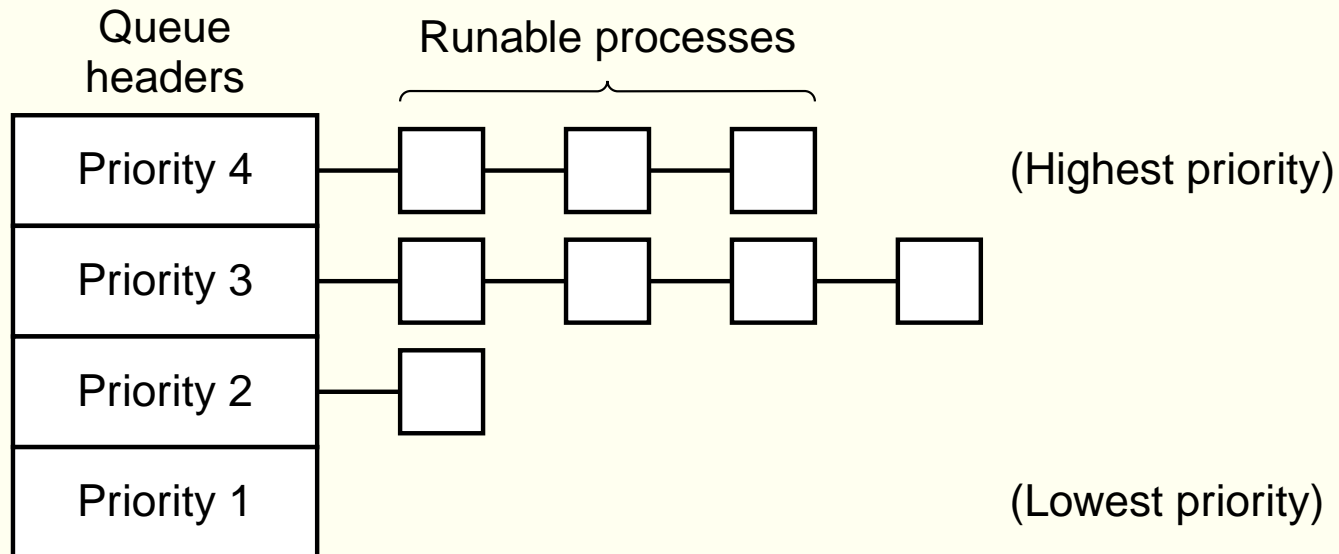 Queue
headers
Runable processes
Priority 4
(Highest priority)
Priority 3
Priority 2
Priority 1
(Lowest priority)